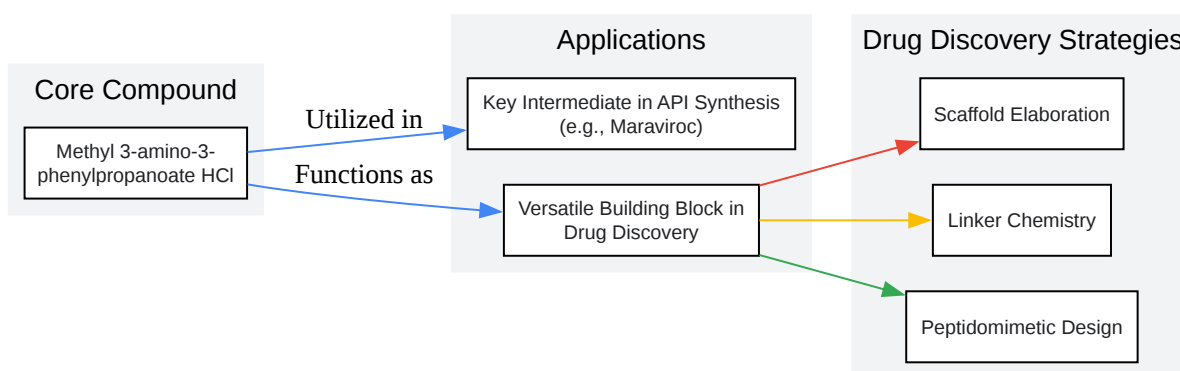 Core Compound
Methyl 3-amino-3-
phenylpropanoate HCl
Utilized in
Functions as
Applications
Key Intermediate in API Synthesis
(e.g., Maraviroc)
Versatile Building Block in
Drug Discovery
Drug Discovery Strategies
Scaffold Elaboration
Linker Chemistry
Peptidomimetic Design